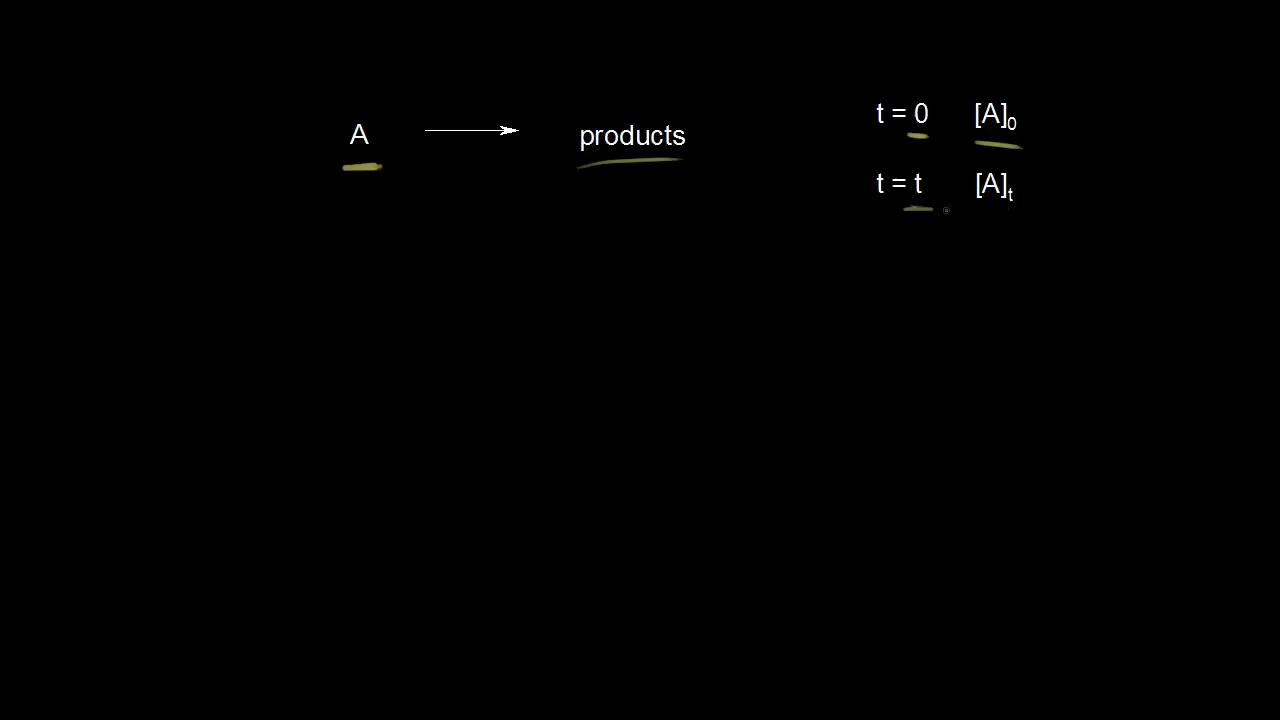 A → products
t = 0 [A]₀
t = t [A]ₜ